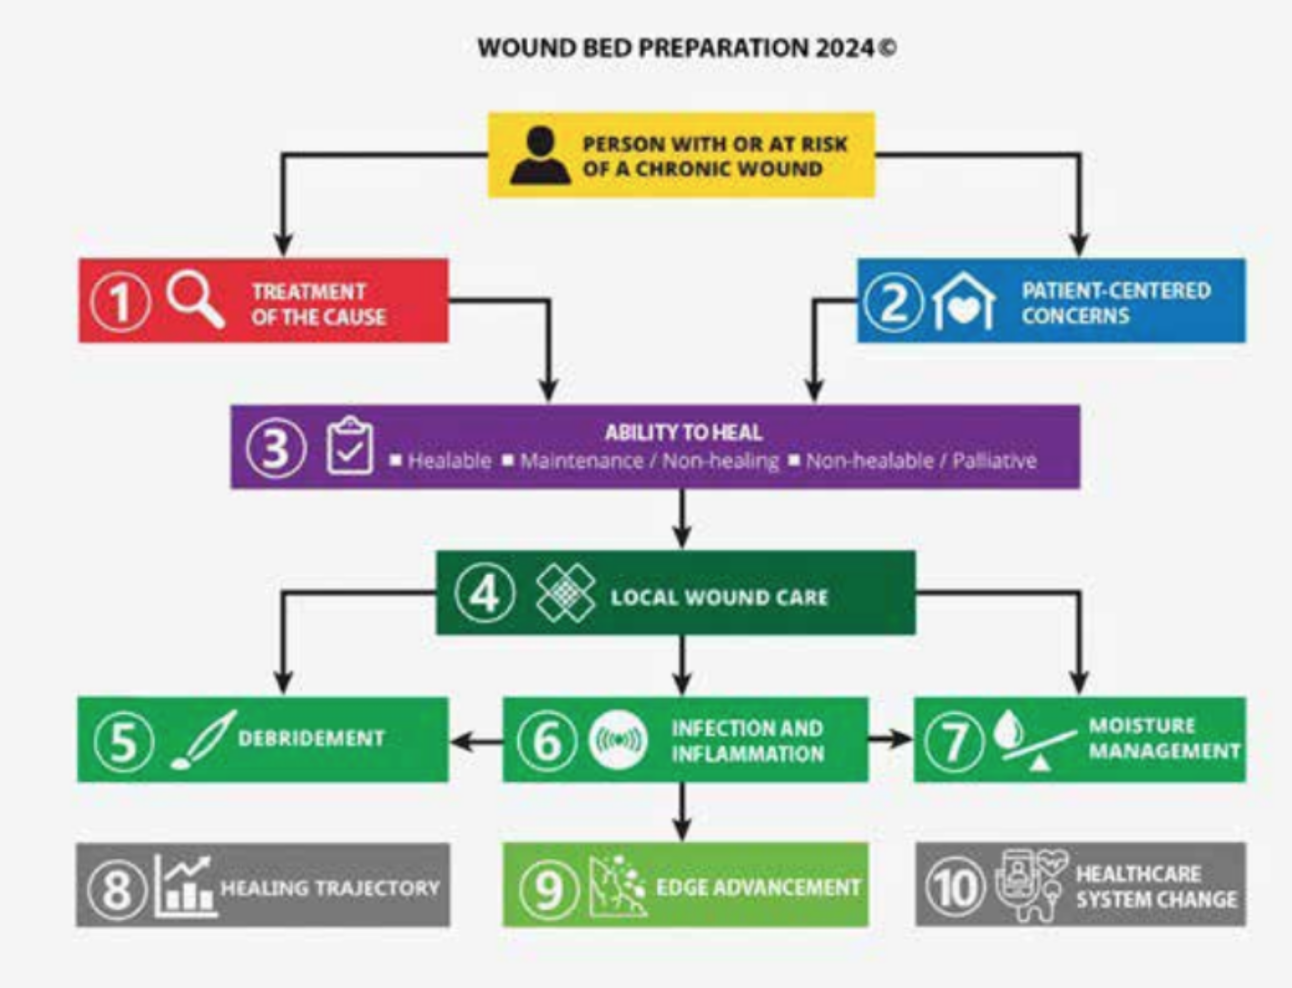 WOUND BED PREPARATION 2024©
PERSON WITH OR AT RISK
OF A CHRONIC WOUND
1 TREATMENT
OF THE CAUSE
2 PATIENT-CENTERED
CONCERNS
3 ABILITY TO HEAL
■ Healable ■ Maintenance / Non-healing ■ Non-healable / Palliative
4 LOCAL WOUND CARE
5 DEBRIDEMENT
6 INFECTION AND
INFLAMMATION
7 MOISTURE
MANAGEMENT
8 HEALING TRAJECTORY
9 EDGE ADVANCEMENT
10 HEALTHCARE
SYSTEM CHANGE